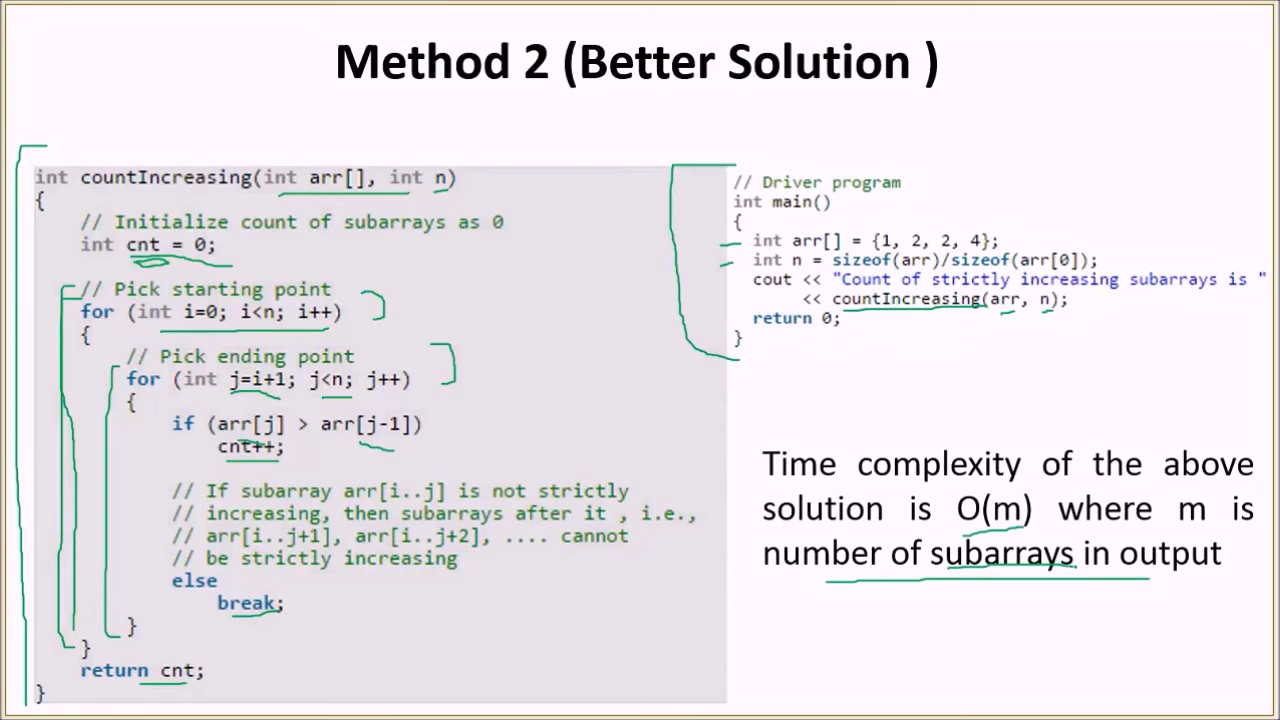 Method 2 (Better Solution )
int countIncreasing(int arr[], int n)
{
// Initialize count of subarrays as 0
int cnt = 0;
// Pick starting point
for (int i=0; i<n; i++)
{
// Pick ending point
for (int j=i+1; j<n; j++)
{
if (arr[j] > arr[j-1])
cnt++;
// If subarray arr[i..j] is not strictly
// increasing, then subarrays after it , i.e.,
// arr[i..j+1], arr[i..j+2], .... cannot
// be strictly increasing
else
break;
}
}
return cnt;
}
// Driver program
int main()
{
int arr[] = {1, 2, 2, 4};
int n = sizeof(arr)/sizeof(arr[0]);
cout << "Count of strictly increasing subarrays is "
<< countIncreasing(arr, n);
return 0;
}
Time complexity of the above
solution is O(m) where m is
number of subarrays in output